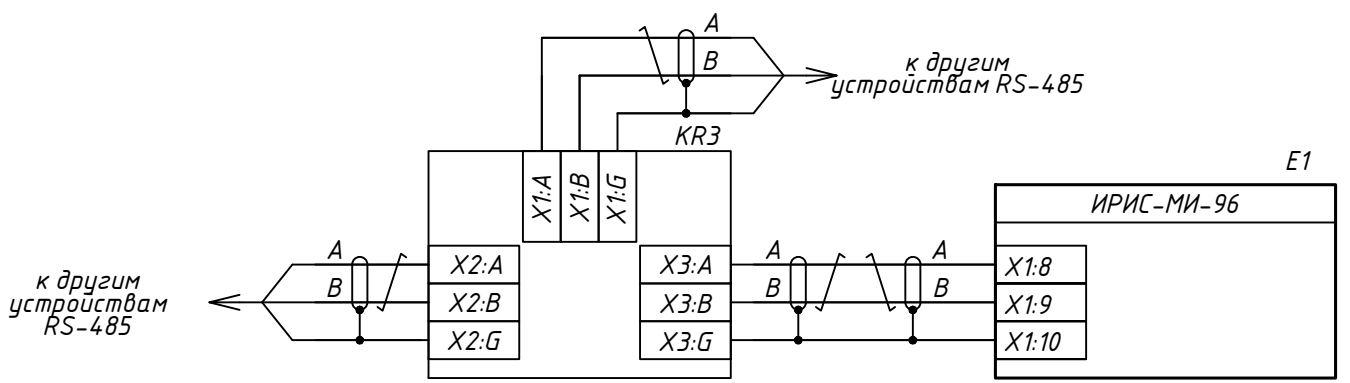 A
B
к другим
устройствам RS-485
KR3
X1:A
X1:B
X1:G
E1
ИРИС-МИ-96
к другим
устройствам
RS-485
A
B
X2:A
X2:B
X2:G
X3:A
X3:B
X3:G
A
B
A
B
X1:8
X1:9
X1:10